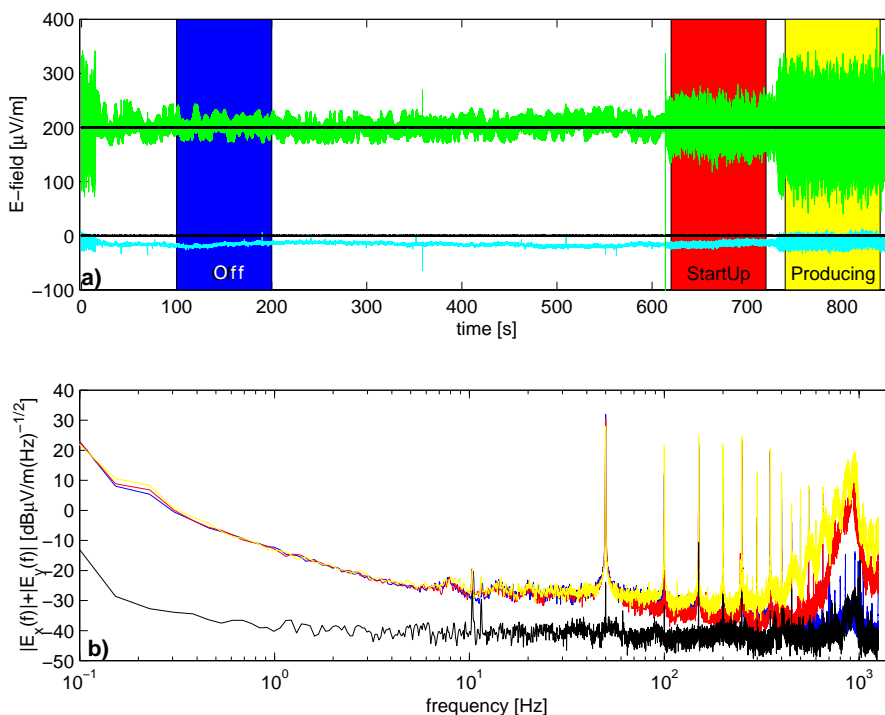 400
300
200
100
0
−100
E−field [μV/m]
a)
Off
StartUp
Producing
0 100 200 300 400 500 600 700 800
time [s]
40
30
20
10
0
−10
−20
−30
−40
−50
|E_x(f)|+|E_y(f)| [dBμV/m(Hz)^−1/2]
b)
10^−1 10^0 10^1 10^2 10^3
frequency [Hz]